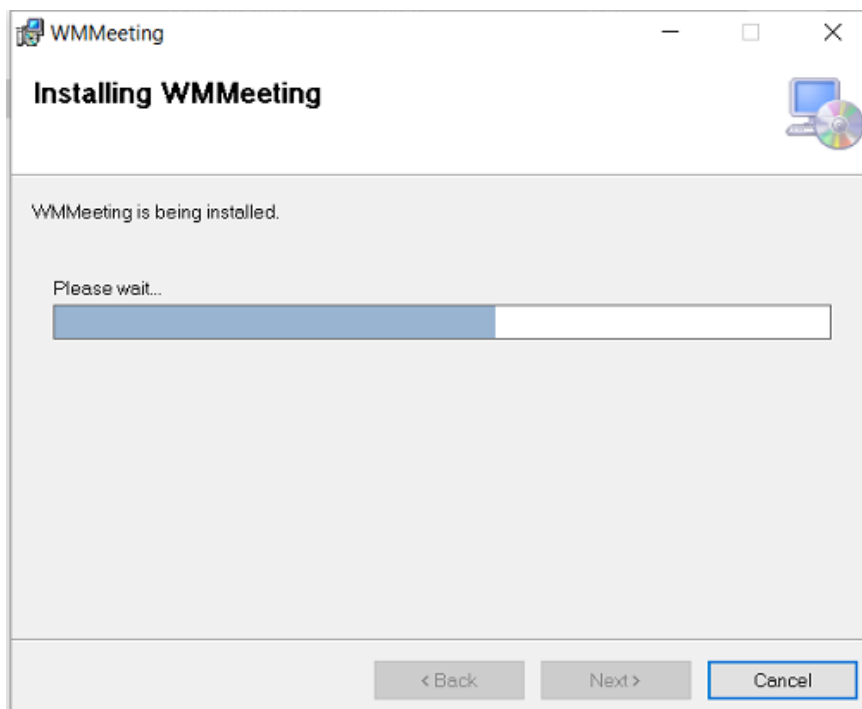 WMMeeting
Installing WMMeeting
WMMeeting is being installed.
Please wait...
< Back Next > Cancel